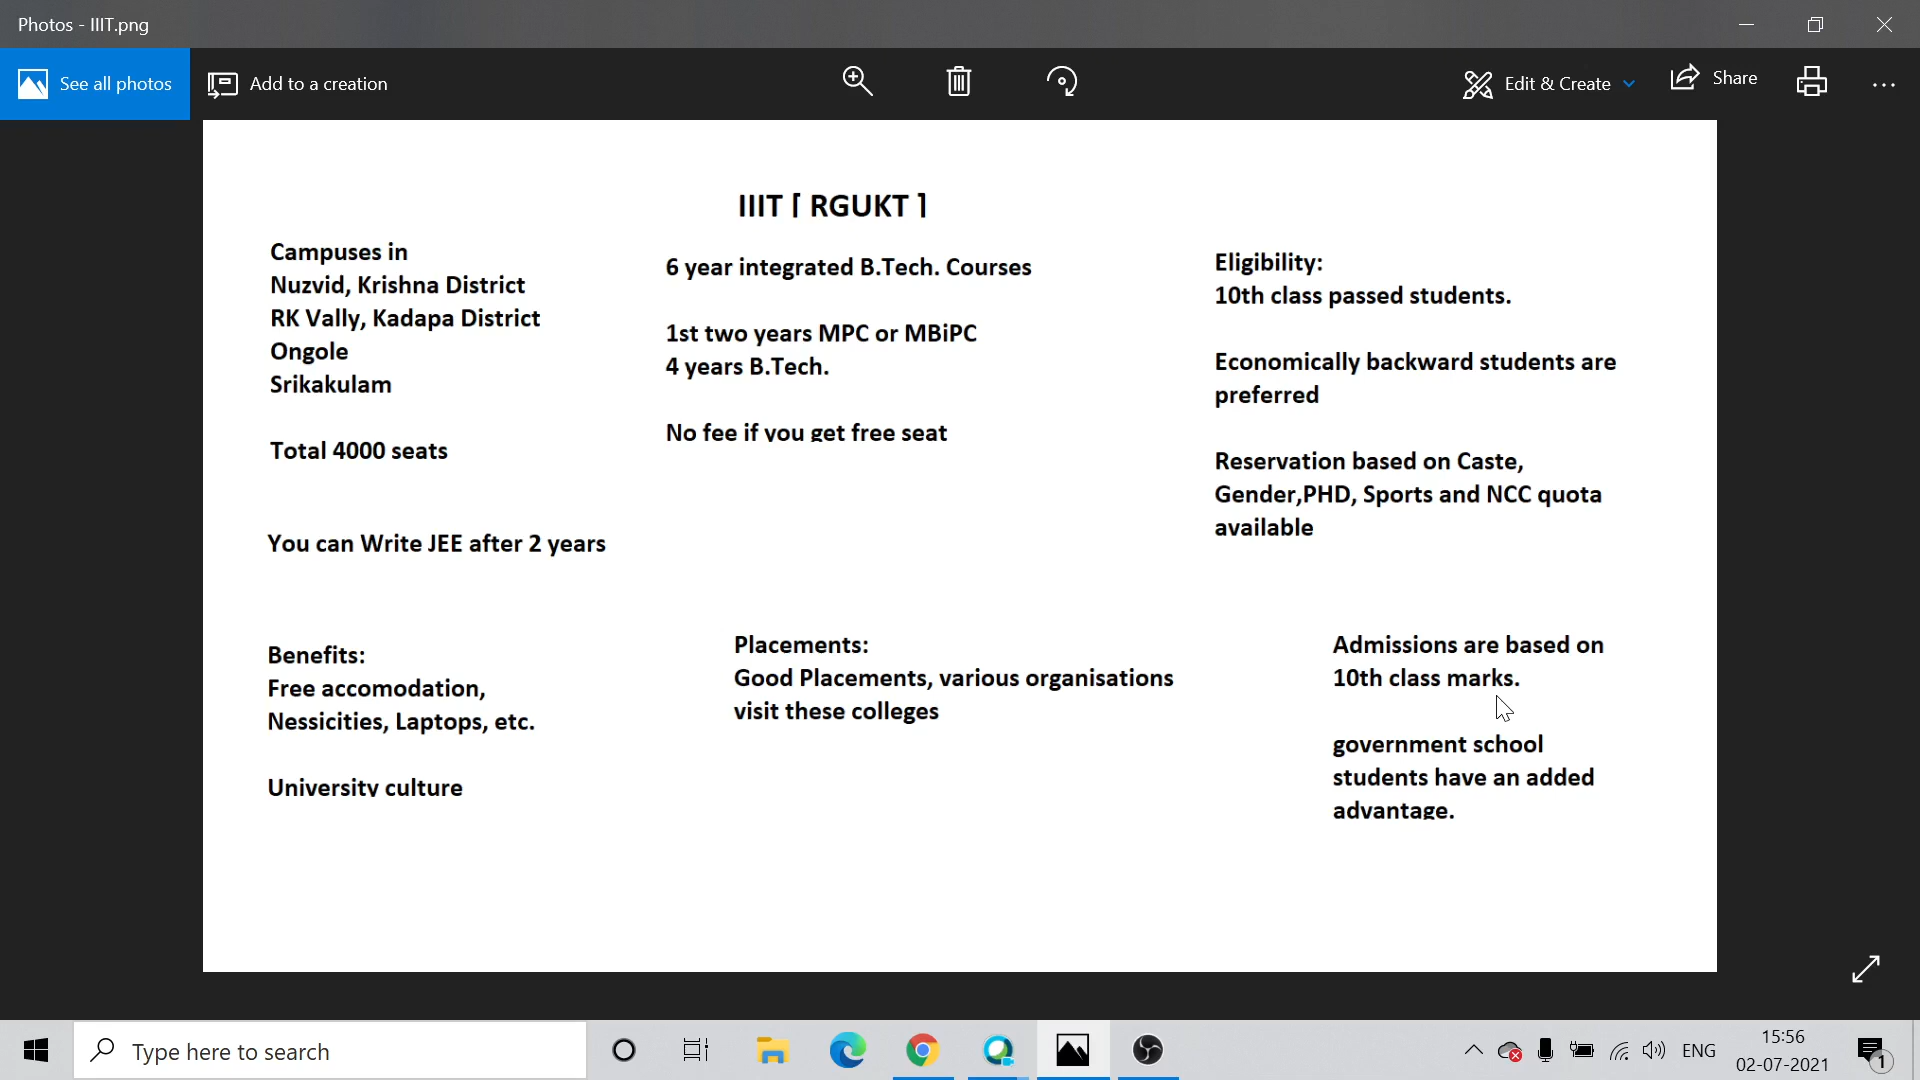 Photos - IIIT.png
See all photos
Add to a creation
Edit & Create
Share
IIIT [ RGUKT ]
Campuses in
Nuzvid, Krishna District
RK Vally, Kadapa District
Ongole
Srikakulam
Total 4000 seats
You can Write JEE after 2 years
6 year integrated B.Tech. Courses
1st two years MPC or MBiPC
4 years B.Tech.
No fee if you get free seat
Eligibility:
10th class passed students.
Economically backward students are
preferred
Reservation based on Caste,
Gender,PHD, Sports and NCC quota
available
Benefits:
Free accomodation,
Nessicities, Laptops, etc.
University culture
Placements:
Good Placements, various organisations
visit these colleges
Admissions are based on
10th class marks.
government school
students have an added
advantage.
Type here to search
ENG
15:56
02-07-2021
1